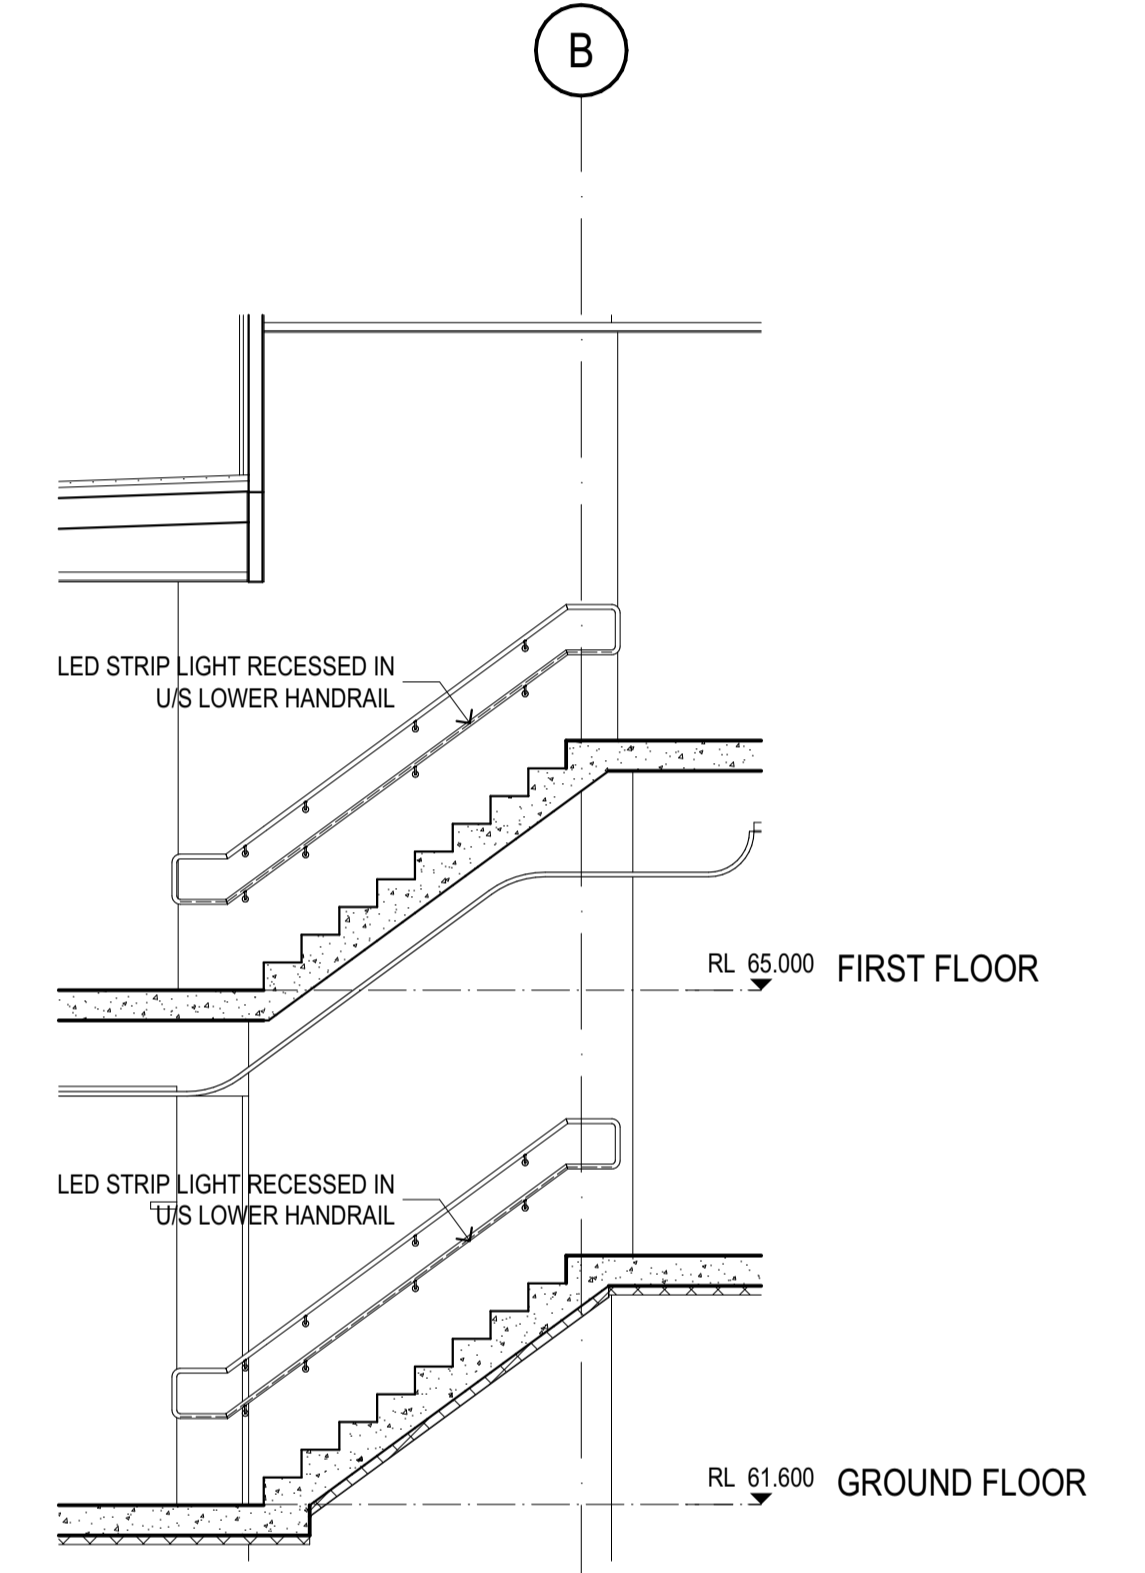 B
LED STRIP LIGHT RECESSED IN
U/S LOWER HANDRAIL
RL 65.000 FIRST FLOOR
LED STRIP LIGHT RECESSED IN
U/S LOWER HANDRAIL
RL 61.600 GROUND FLOOR